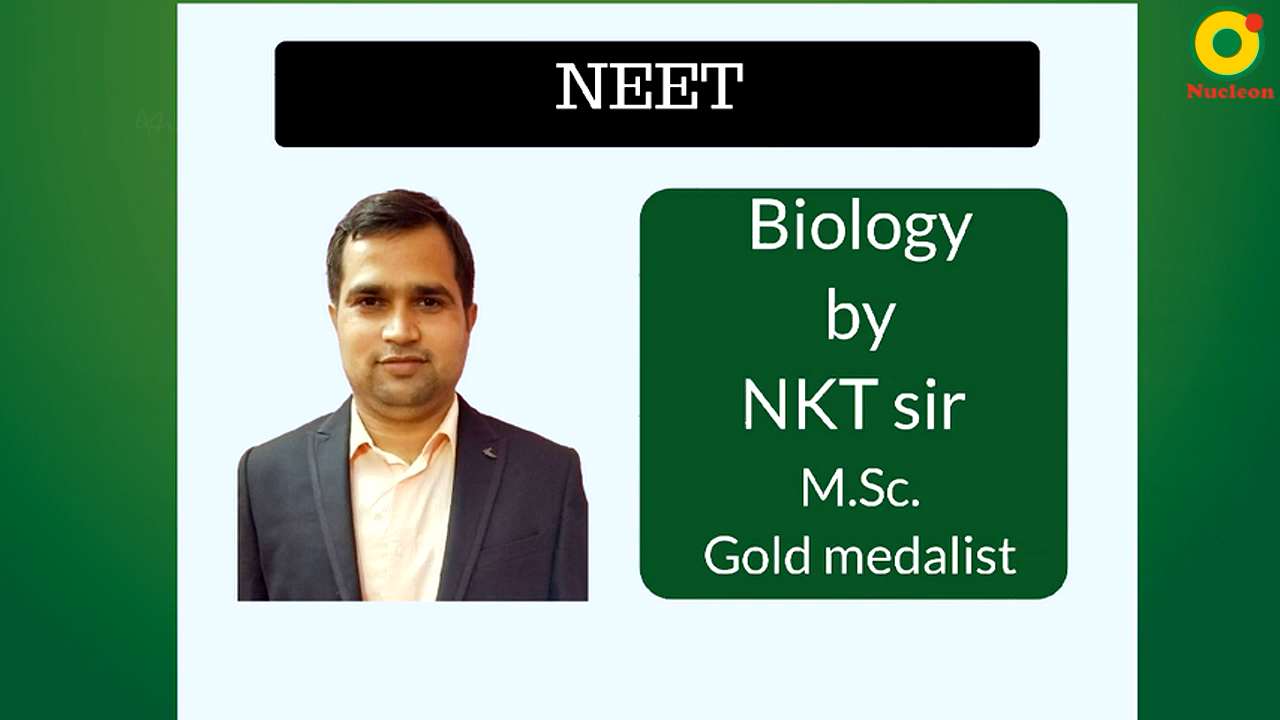 NEET
Nucleon
Biology
by
NKT sir
M.Sc.
Gold medalist